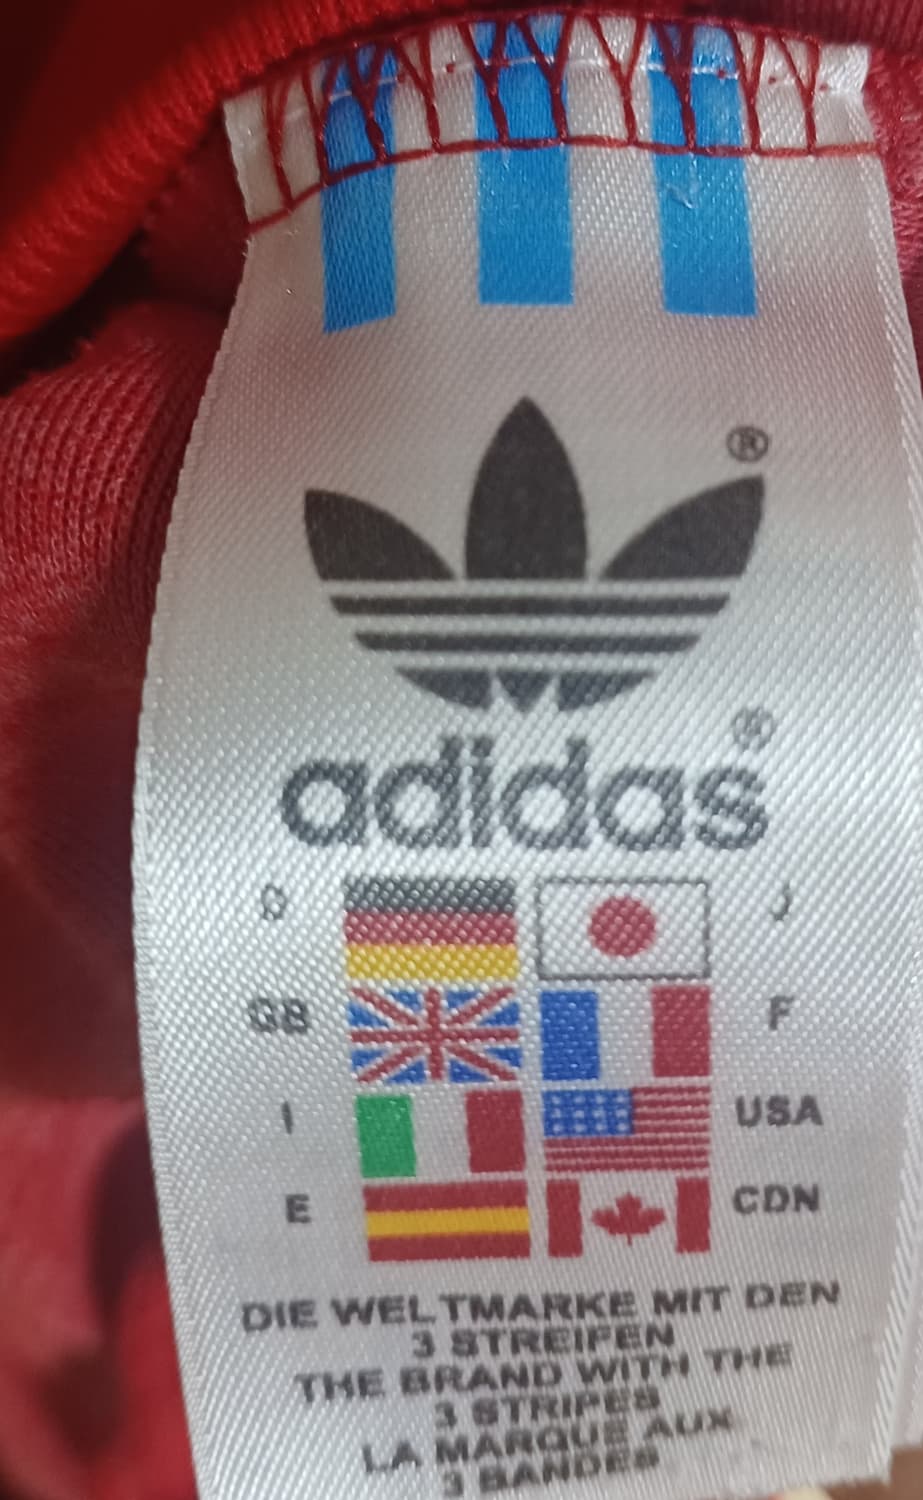 ®
adidas®
D J
GB F
I USA
E CDN
DIE WELTMARKE MIT DEN
3 STREIFEN
THE BRAND WITH THE
3 STRIPES
LA MARQUE AUX
3 BANDES